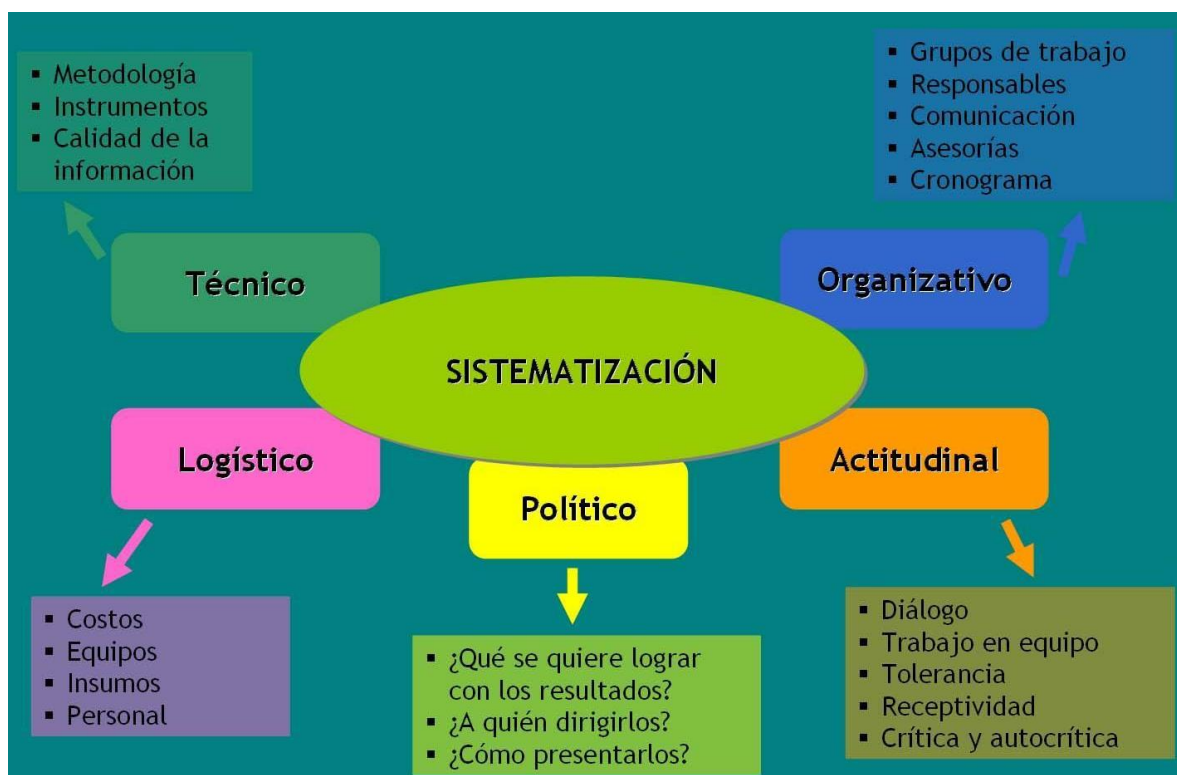 ▪ Metodología
▪ Instrumentos
▪ Calidad de la
información
▪ Grupos de trabajo
▪ Responsables
▪ Comunicación
▪ Asesorías
▪ Cronograma
Técnico
Organizativo
SISTEMATIZACIÓN
Logístico
Político
Actitudinal
▪ Costos
▪ Equipos
▪ Insumos
▪ Personal
▪ ¿Qué se quiere lograr
con los resultados?
▪ ¿A quién dirigirlos?
▪ ¿Cómo presentarlos?
▪ Diálogo
▪ Trabajo en equipo
▪ Tolerancia
▪ Receptividad
▪ Crítica y autocrítica